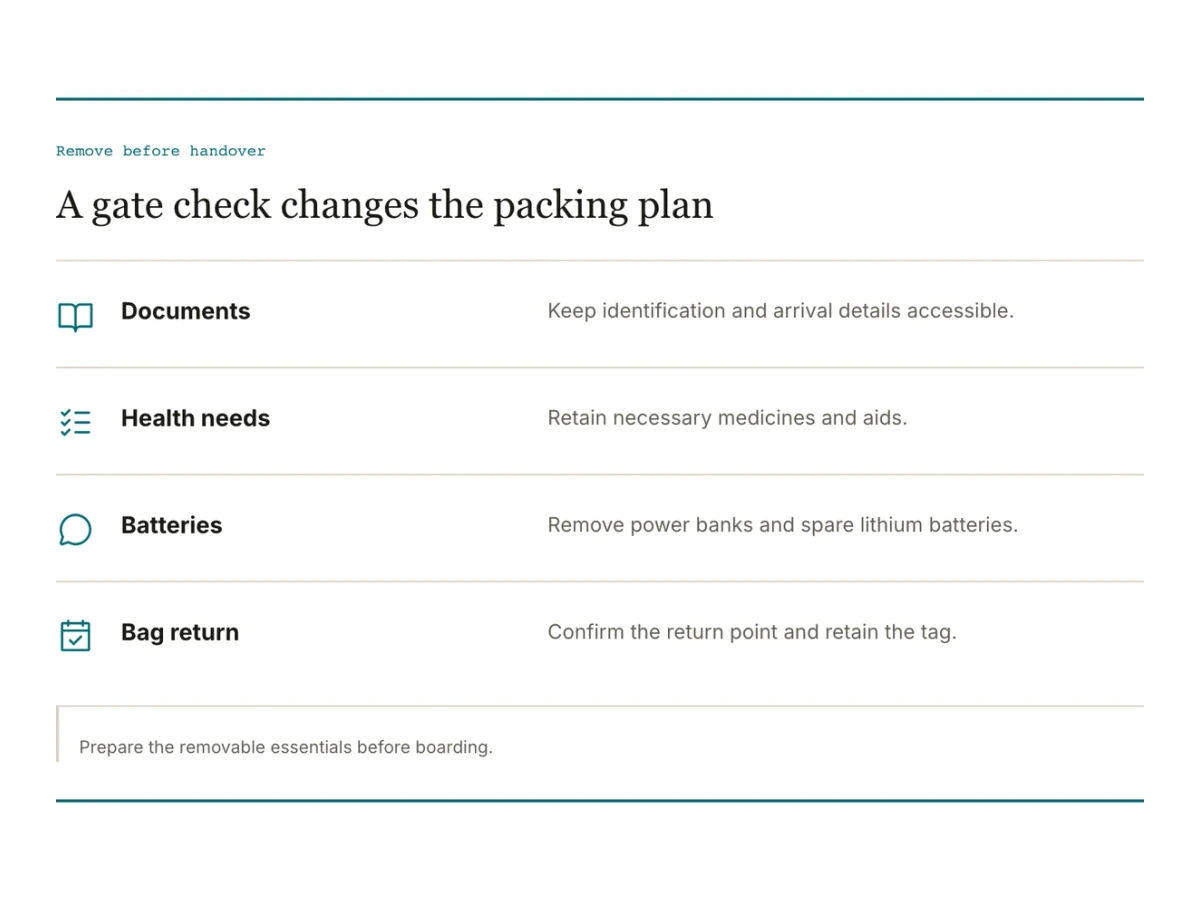 Remove before handover
A gate check changes the packing plan
Documents
Keep identification and arrival details accessible.
Health needs
Retain necessary medicines and aids.
Batteries
Remove power banks and spare lithium batteries.
Bag return
Confirm the return point and retain the tag.
Prepare the removable essentials before boarding.